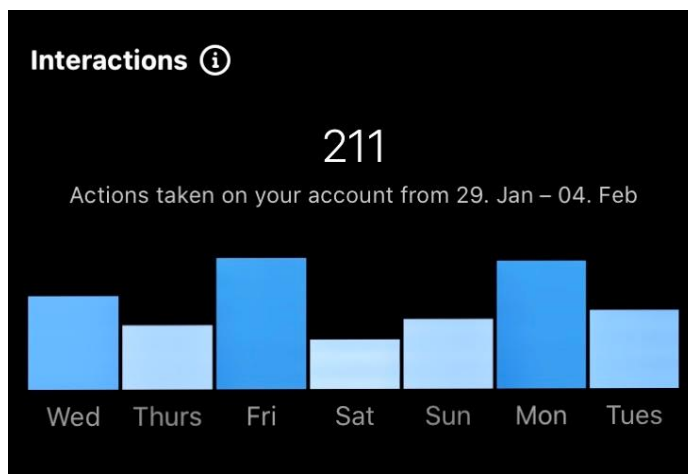 Interactions
211
Actions taken on your account from 29. Jan – 04. Feb
Wed Thurs Fri Sat Sun Mon Tues